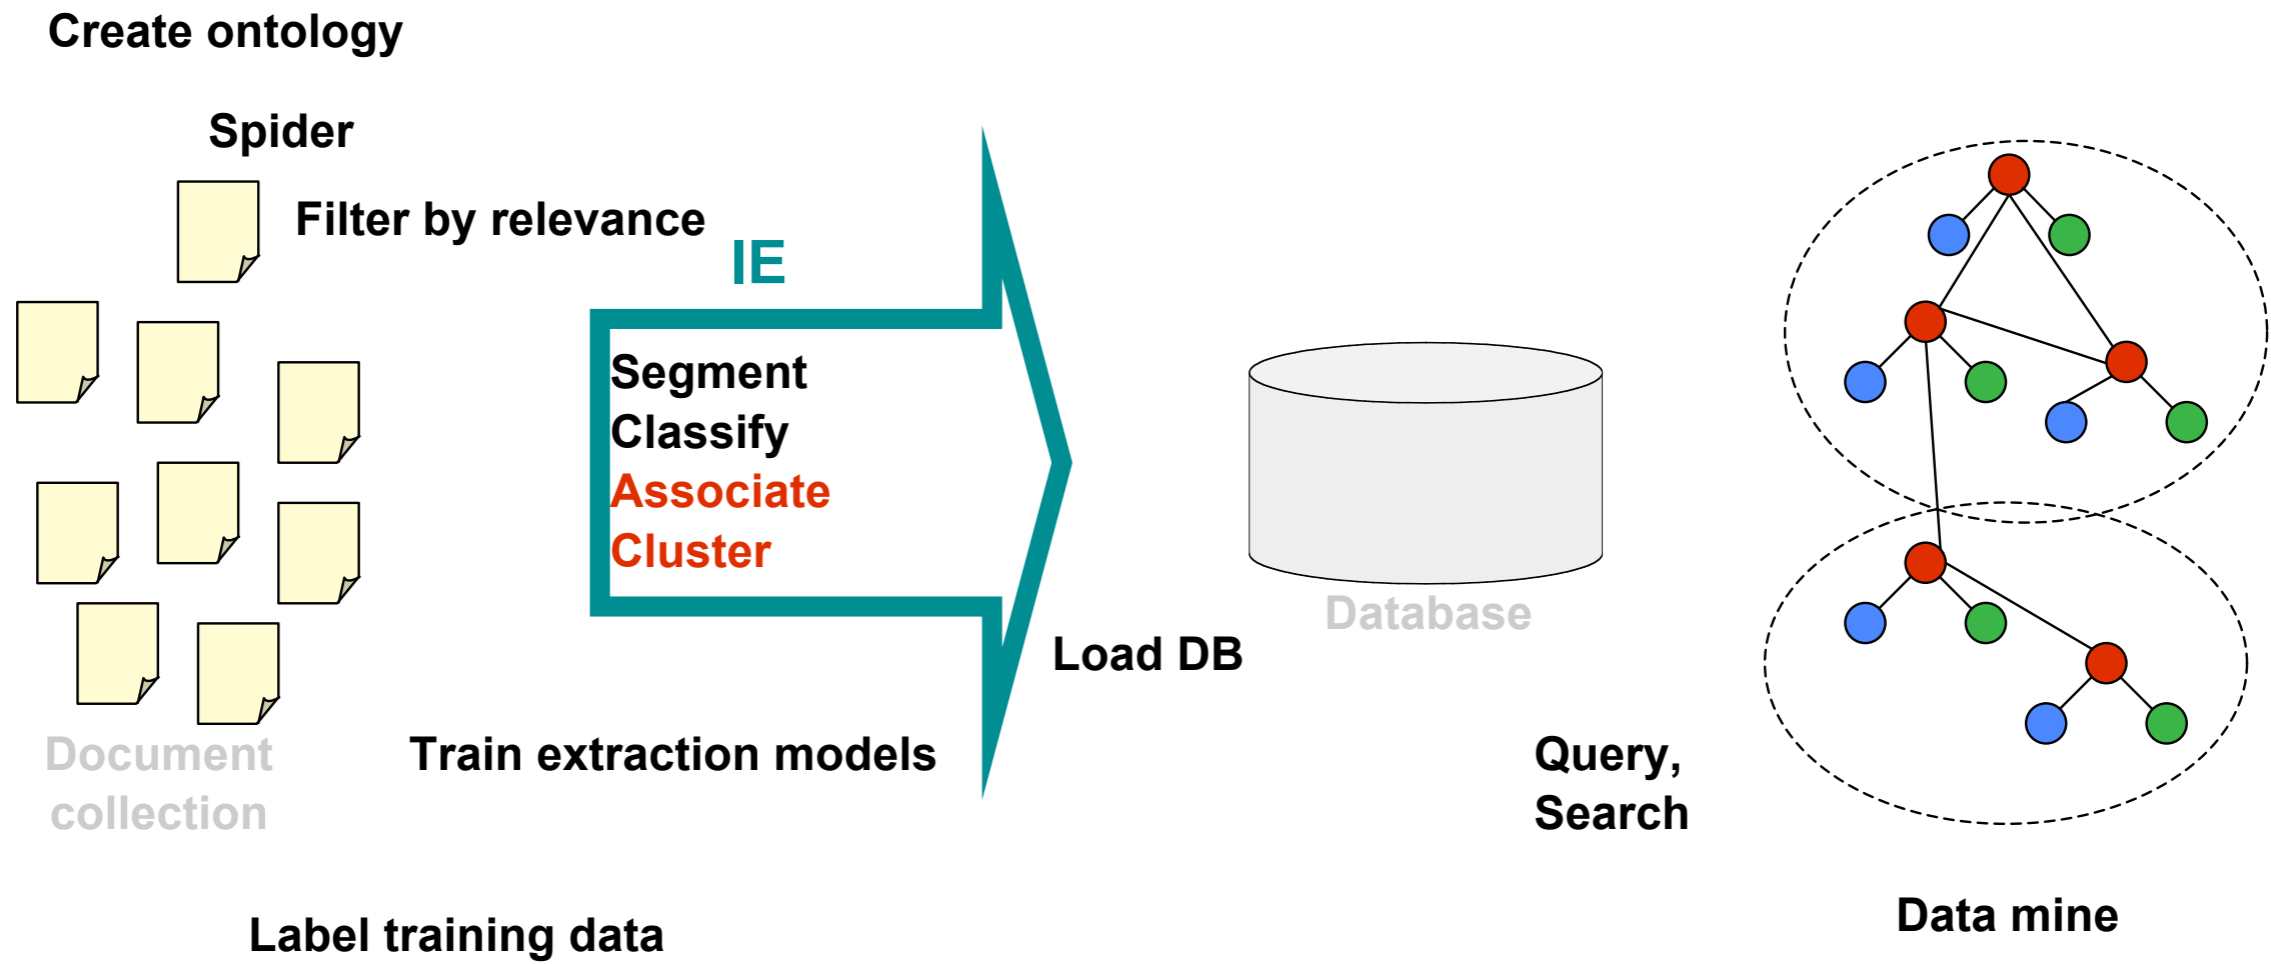 Create ontology
Spider
Filter by relevance
IE
Segment
Classify
Associate
Cluster
Database
Load DB
Document
collection
Train extraction models
Query,
Search
Label training data
Data mine